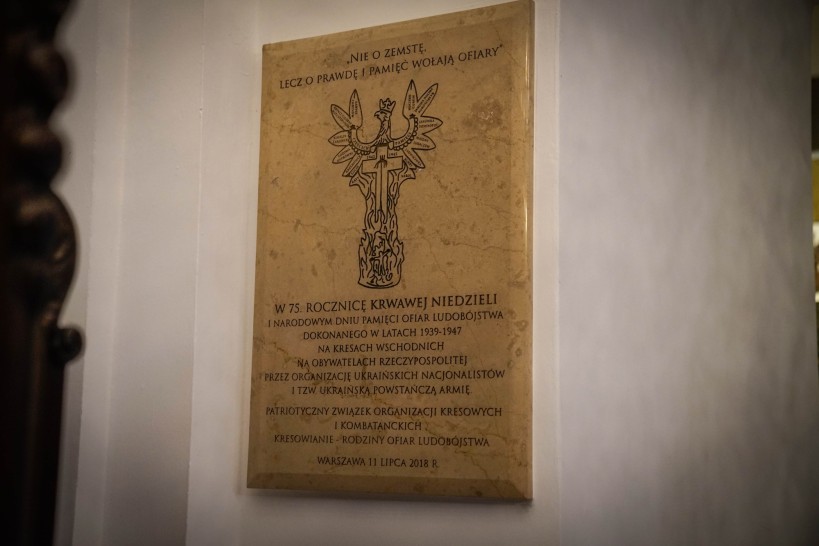 „NIE O ZEMSTĘ,
LECZ O PRAWDĘ I PAMIĘĆ WOŁAJĄ OFIARY”
W 75. ROCZNICĘ KRWAWEJ NIEDZIELI
I NARODOWYM DNIU PAMIĘCI OFIAR LUDOBÓJSTWA
DOKONANEGO W LATACH 1939-1947
NA KRESACH WSCHODNICH
NA OBYWATELACH RZECZYPOSPOLITEJ
PRZEZ ORGANIZACJĘ UKRAIŃSKICH NACJONALISTÓW
I TZW. UKRAIŃSKĄ POWSTAŃCZĄ ARMIĘ.
PATRIOTYCZNY ZWIĄZEK ORGANIZACJI KRESOWYCH
I KOMBATANCKICH,
KRESOWIANIE - RODZINY OFIAR LUDOBÓJSTWA
WARSZAWA 11 LIPCA 2018 R.